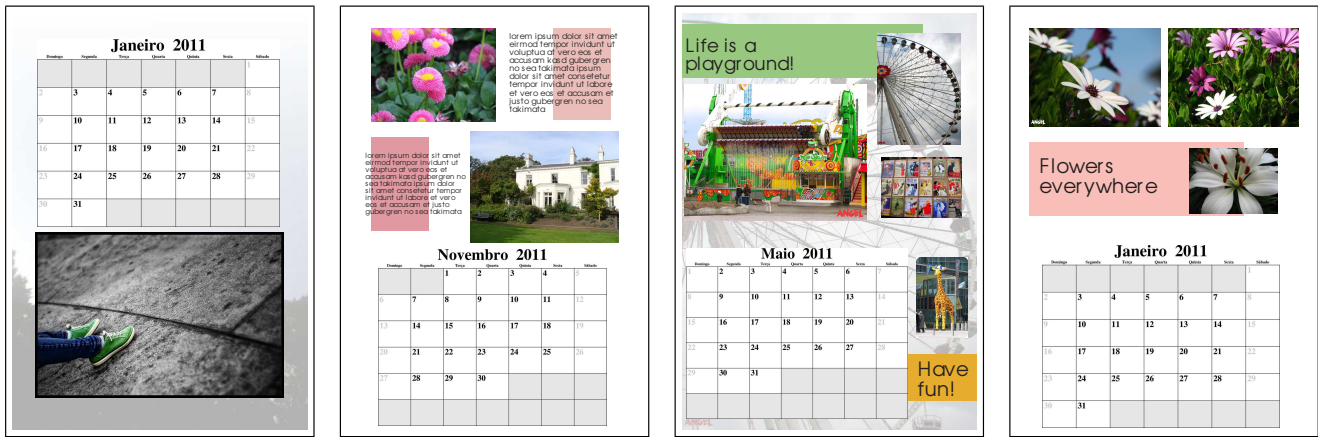 Janeiro 2011
Domingo Segunda Terça Quarta Quinta Sexta Sábado
1
2 3 4 5 6 7 8
9 10 11 12 13 14 15
16 17 18 19 20 21 22
23 24 25 26 27 28 29
30 31
lorem ipsum dolor sit amet
eirmod tempor invidunt ut
voluptua at vero eos et
accusam kasd gubergren
no sea takimata ipsum
dolor sit amet consetetur
tempor invidunt ut labore
et vero eos et accusam et
justo gubergren no sea
takimata
lorem ipsum dolor sit amet
eirmod tempor invidunt ut
voluptua at vero eos et
accusam kasd gubergren no
sea takimata ipsum dolor
sit amet consetetur tempor
invidunt ut labore et vero
eos et accusam et justo
gubergren no sea takimata
Novembro 2011
Domingo Segunda Terça Quarta Quinta Sexta Sábado
1 2 3 4 5
6 7 8 9 10 11 12
13 14 15 16 17 18 19
20 21 22 23 24 25 26
27 28 29 30
Life is a
playground!
ANGEL
Maio 2011
Domingo Segunda Terça Quarta Quinta Sexta Sábado
1 2 3 4 5 6 7
8 9 10 11 12 13 14
15 16 17 18 19 20 21
22 23 24 25 26 27 28
29 30 31
Have
fun!
ANGEL
ANGEL
Flowers
everywhere
Janeiro 2011
Domingo Segunda Terça Quarta Quinta Sexta Sábado
1
2 3 4 5 6 7 8
9 10 11 12 13 14 15
16 17 18 19 20 21 22
23 24 25 26 27 28 29
30 31